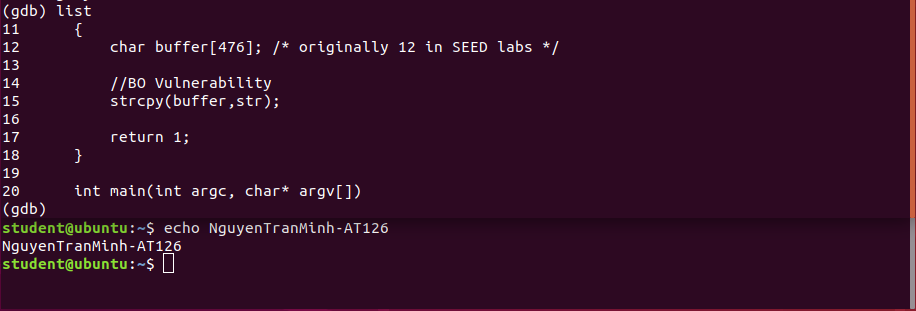 (gdb) list
11      {
12          char buffer[476]; /* originally 12 in SEED labs */
13
14          //BO Vulnerability
15          strcpy(buffer,str);
16
17          return 1;
18      }
19
20      int main(int argc, char* argv[])
(gdb)
student@ubuntu:~$ echo NguyenTranMinh-AT126
NguyenTranMinh-AT126
student@ubuntu:~$